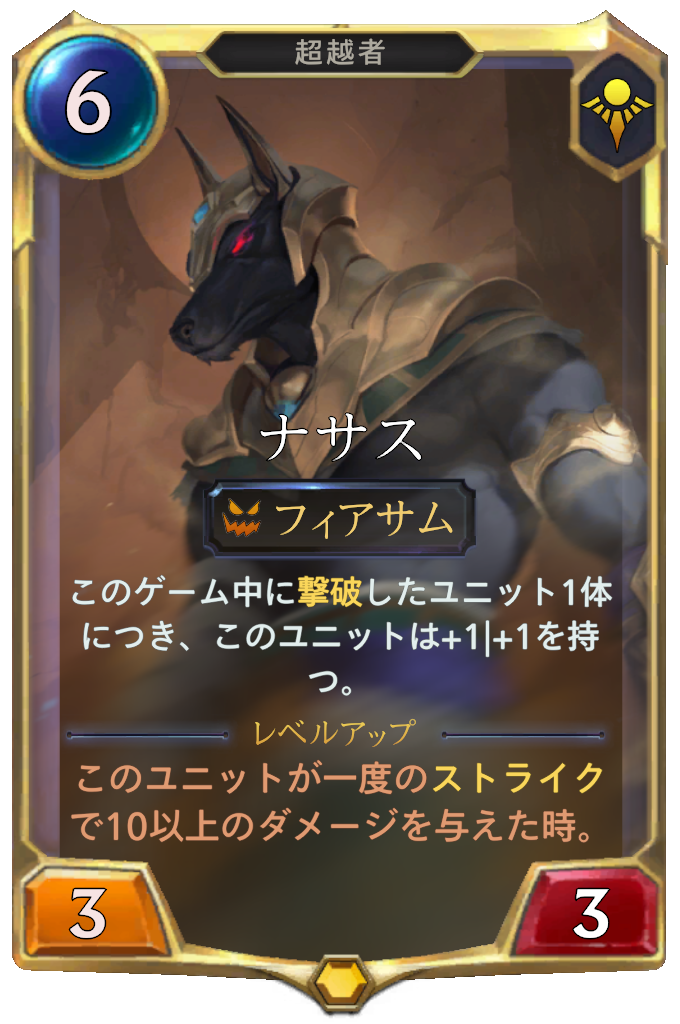 超越者
6
ナサス
フィアサム
このゲーム中に撃破したユニット1体
につき、このユニットは+1|+1を持
つ。
レベルアップ
このユニットが一度のストライク
で10以上のダメージを与えた時。
3
3